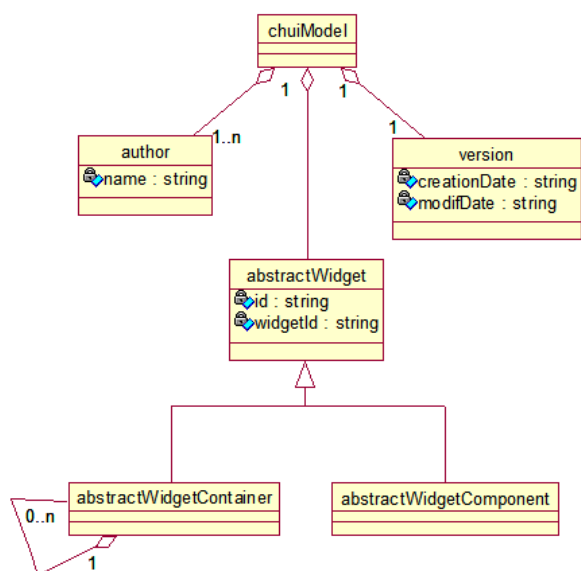 chuiModel
1
1
1..n
1
author
name : string
version
creationDate : string
modifDate : string
abstractWidget
id : string
widgetId : string
abstractWidgetContainer
abstractWidgetComponent
0..n
1